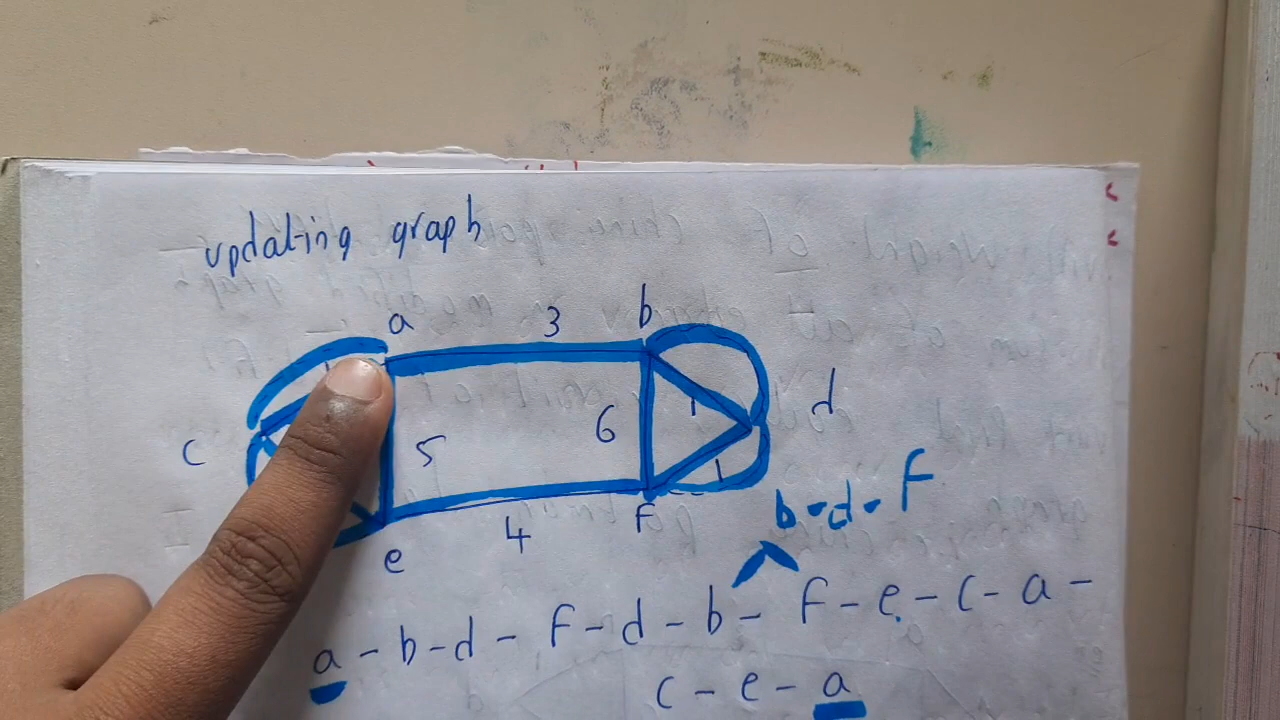 updating graph
a 3 b
c 5 6 1 d
1
e 4 f
b-d-f
a - b-d - f-d - b - f-e-c-a-
c - e - a